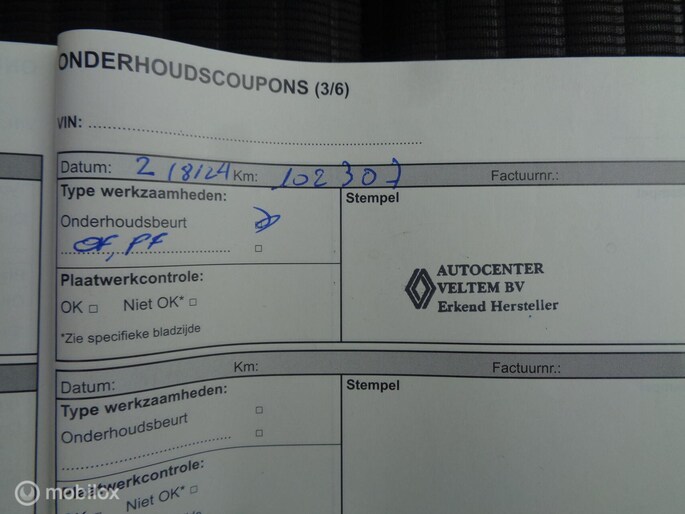 ONDERHOUDSCOUPONS (3/6)
VIN:
Datum: 2/8/24 Km: 102307 Factuurnr.:
Type werkzaamheden:
Stempel
Onderhoudsbeurt
of, pf
AUTOCENTER
VELTEM BV
Erkend Hersteller
Plaatwerkcontrole:
OK □ Niet OK* □
*Zie specifieke bladzijde
Datum: Km: Factuurnr.:
Type werkzaamheden:
Stempel
Onderhoudsbeurt
Plaatwerkcontrole:
Niet OK* □
mobilox